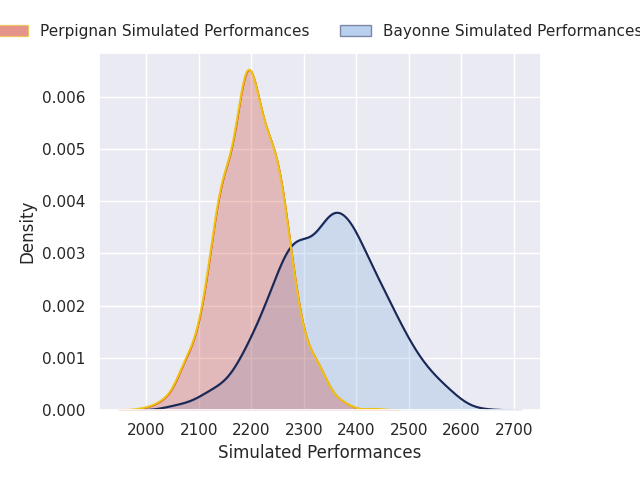 Perpignan Simulated Performances
Bayonne Simulated Performances
0.006
0.005
0.004
0.003
0.002
0.001
0.000
Density
2000 2100 2200 2300 2400 2500 2600 2700
Simulated Performances